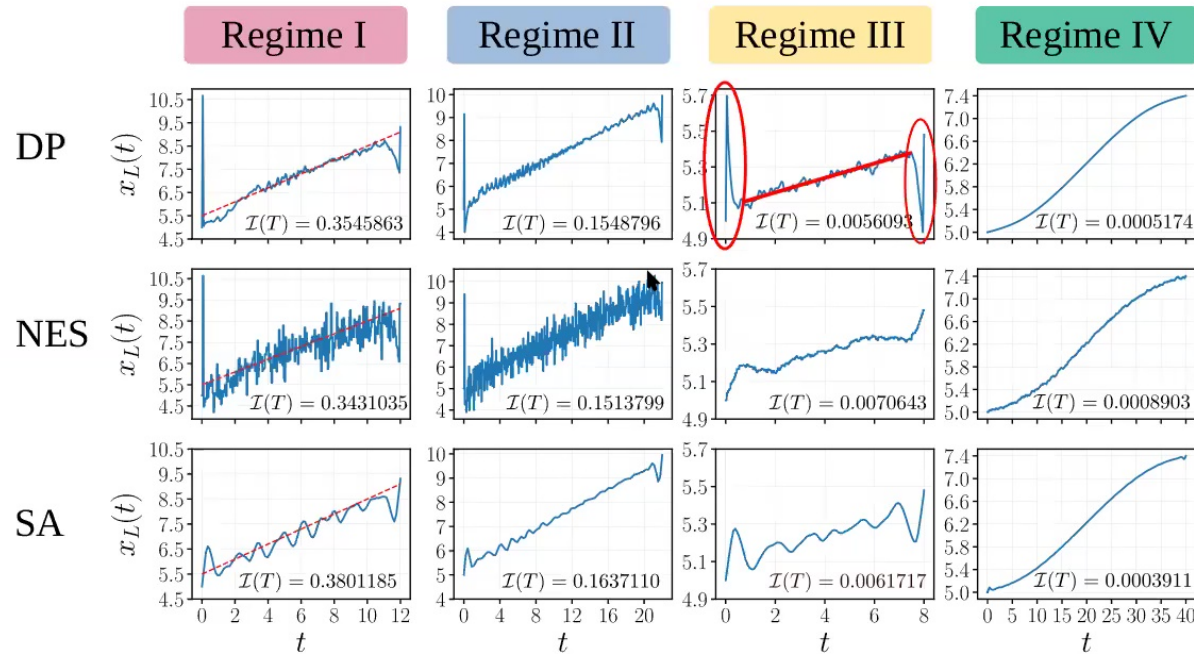 Regime I Regime II Regime III Regime IV
DP
x_L(t)
10.5 9.5 8.5 7.5 6.5 5.5 4.5
I(T) = 0.3545863
10 9 8 7 6 5 4
I(T) = 0.1548796
5.7 5.5 5.3 5.1 4.9
I(T) = 0.0056093
7.4 7.0 6.6 6.2 5.8 5.4 5.0
I(T) = 0.0005174
NES
x_L(t)
10.5 9.5 8.5 7.5 6.5 5.5 4.5
I(T) = 0.3431035
10 9 8 7 6 5 4
I(T) = 0.1513799
5.7 5.5 5.3 5.1 4.9
I(T) = 0.0070643
7.4 7.0 6.6 6.2 5.8 5.4 5.0
I(T) = 0.0008903
SA
x_L(t)
10.5 9.5 8.5 7.5 6.5 5.5 4.5
I(T) = 0.3801185
10 9 8 7 6 5 4
I(T) = 0.1637110
5.7 5.5 5.3 5.1 4.9
I(T) = 0.0061717
7.4 7.0 6.6 6.2 5.8 5.4 5.0
I(T) = 0.0003911
0 2 4 6 8 10 12
0 4 8 12 16 20
0 2 4 6 8
0 5 10 15 20 25 30 35 40
t t t t